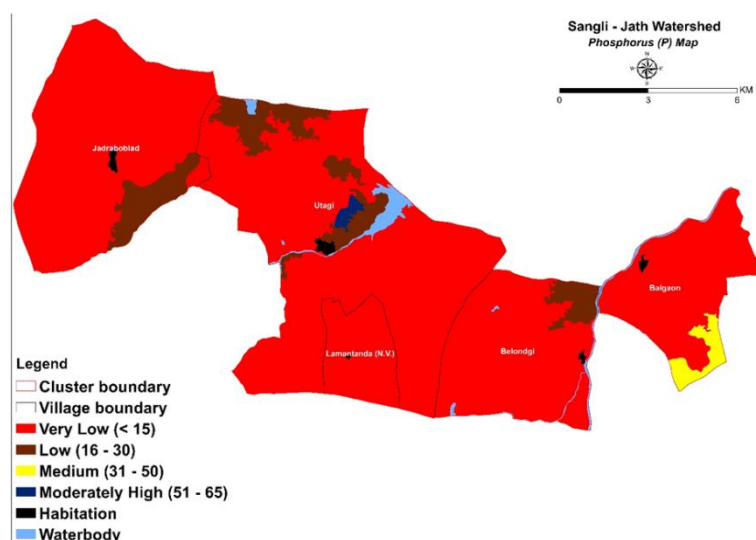 Sangli - Jath Watershed
Phosphorus (P) Map
N
W E
S
0 3 6 KM
Jadraboblad
Utagi
Balgaon
Lamantanda (N.V.)
Belondgi
Legend
Cluster boundary
Village boundary
Very Low (< 15)
Low (16 - 30)
Medium (31 - 50)
Moderately High (51 - 65)
Habitation
Waterbody